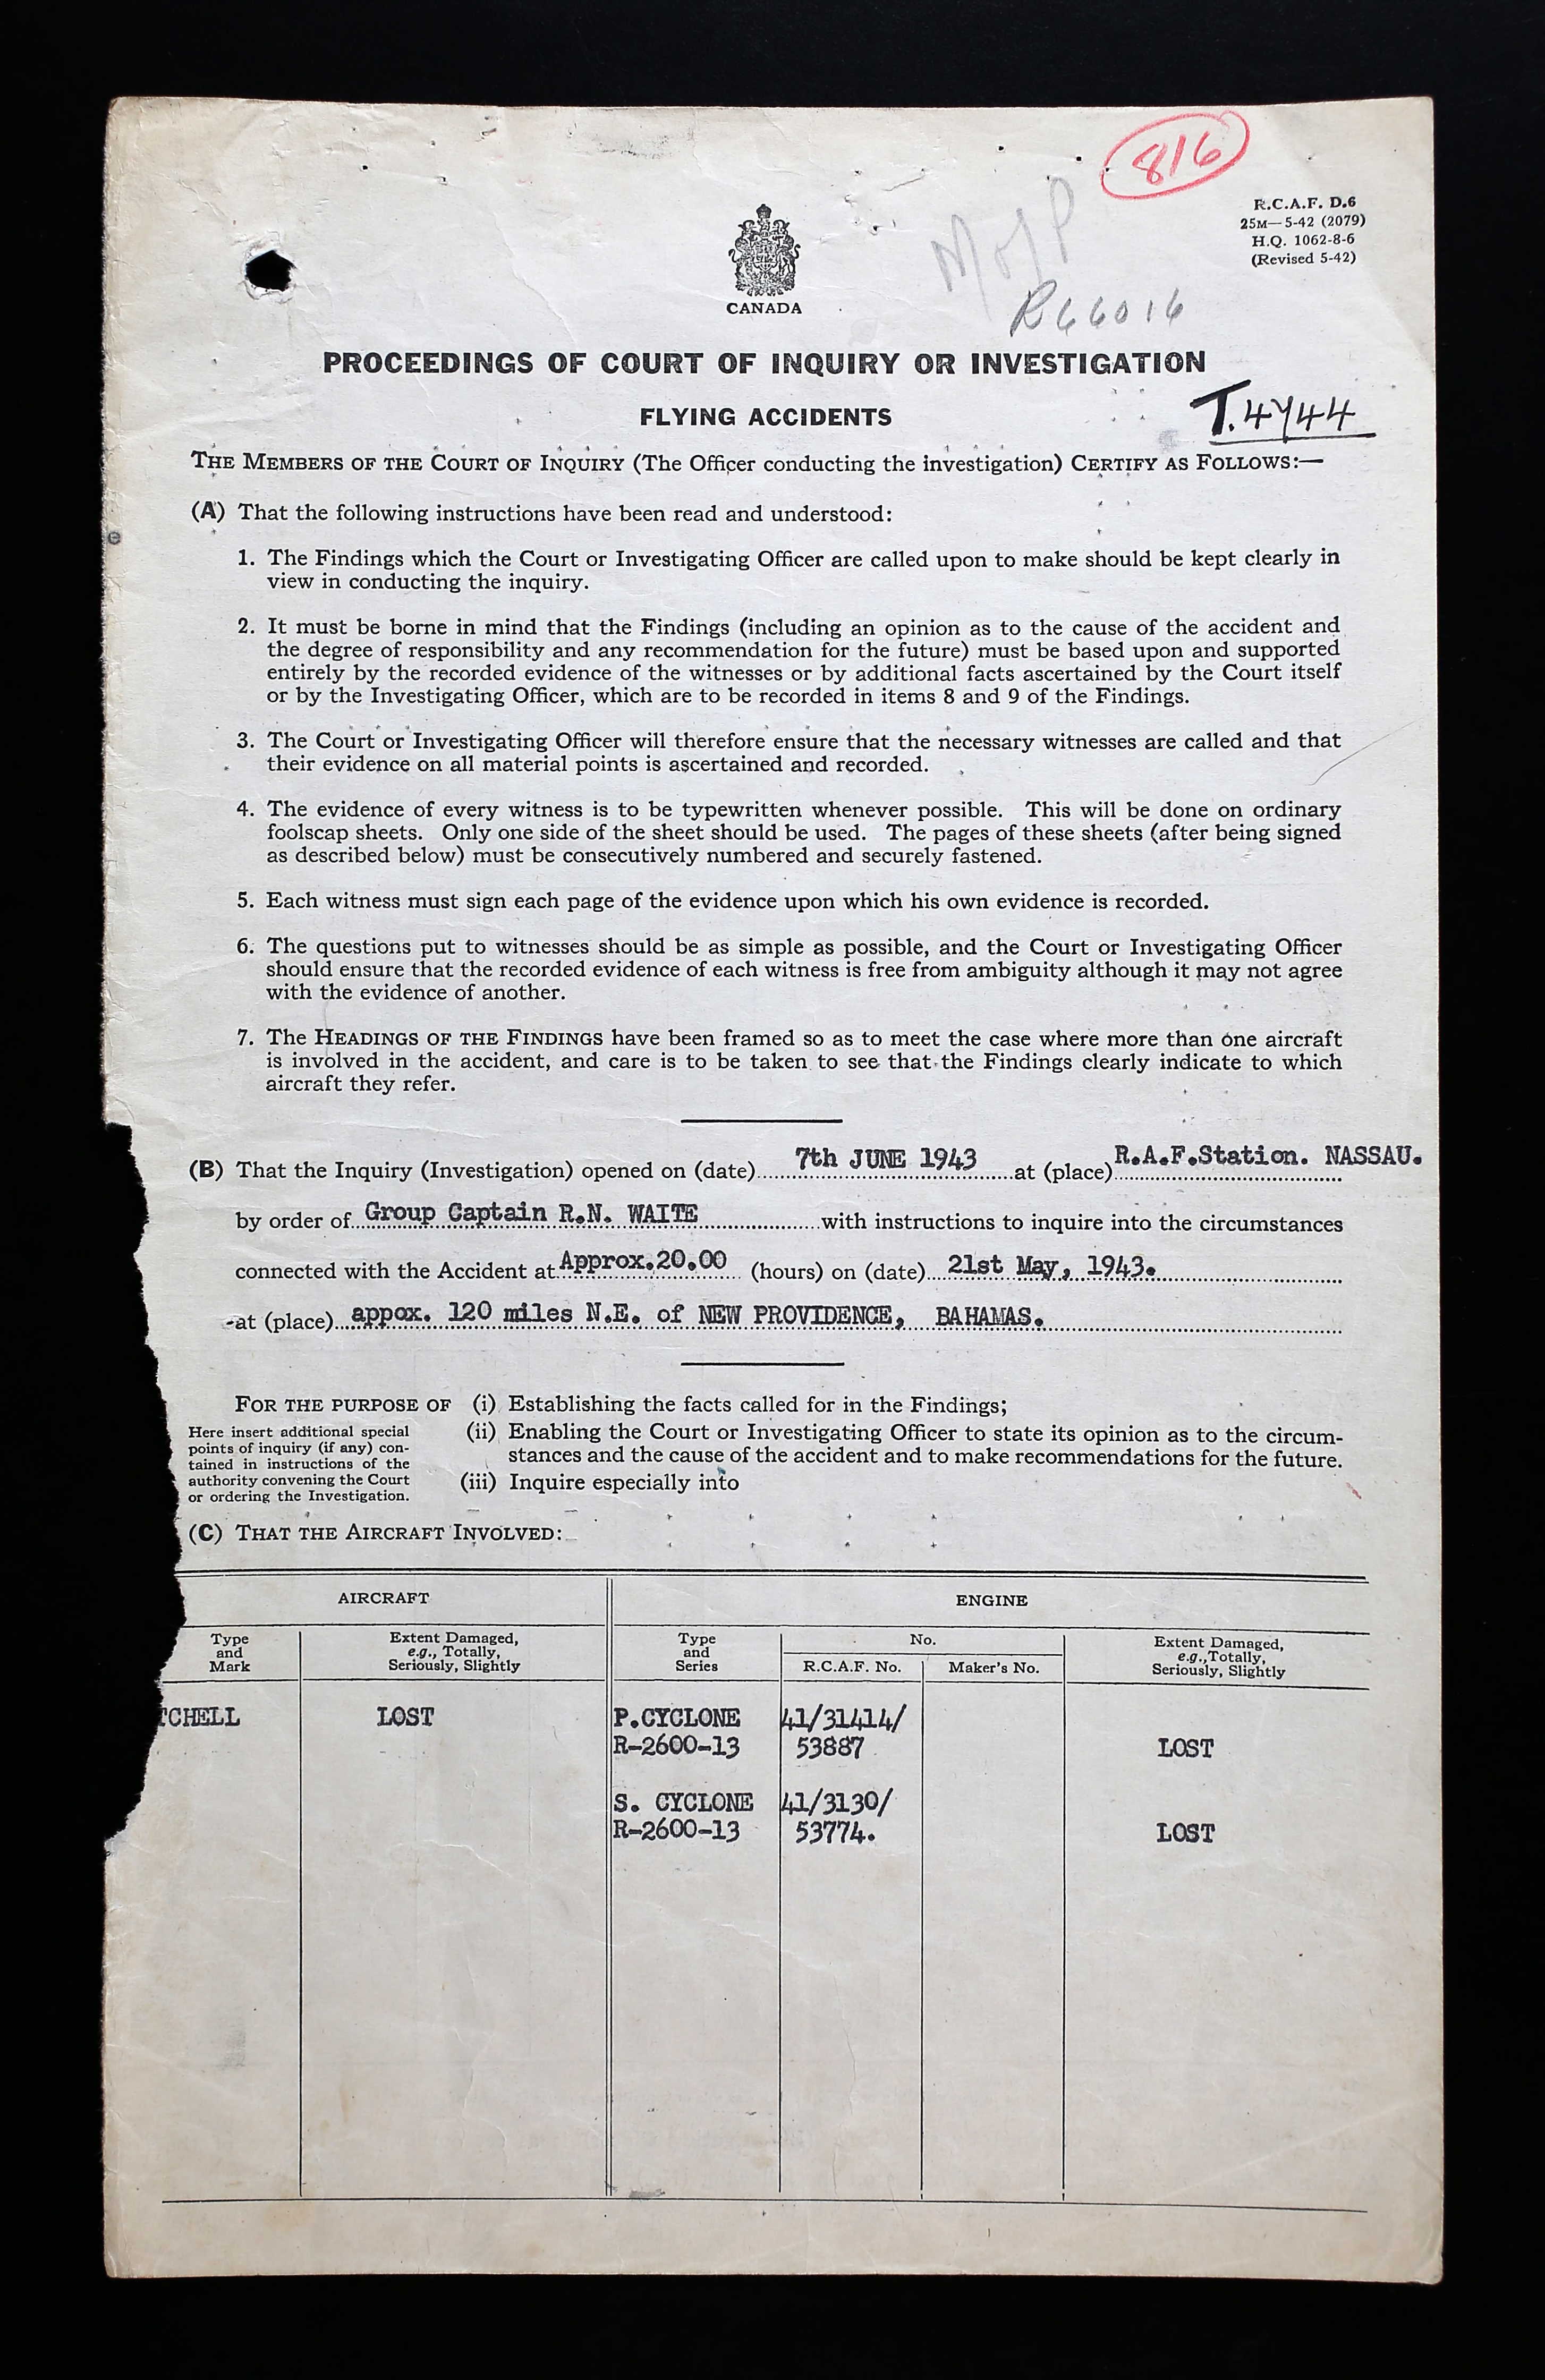 816
R.C.A.F. D.6
25M—5-42 (2079)
H.Q. 1062-8-6
(Revised 5-42)
CANADA
R66016
PROCEEDINGS OF COURT OF INQUIRY OR INVESTIGATION
FLYING ACCIDENTS
T.4744
THE MEMBERS OF THE COURT OF INQUIRY (The Officer conducting the investigation) CERTIFY AS FOLLOWS:—
(A) That the following instructions have been read and understood:
1. The Findings which the Court or Investigating Officer are called upon to make should be kept clearly in
view in conducting the inquiry.
2. It must be borne in mind that the Findings (including an opinion as to the cause of the accident and
the degree of responsibility and any recommendation for the future) must be based upon and supported
entirely by the recorded evidence of the witnesses or by additional facts ascertained by the Court itself
or by the Investigating Officer, which are to be recorded in items 8 and 9 of the Findings.
3. The Court or Investigating Officer will therefore ensure that the necessary witnesses are called and that
their evidence on all material points is ascertained and recorded.
4. The evidence of every witness is to be typewritten whenever possible. This will be done on ordinary
foolscap sheets. Only one side of the sheet should be used. The pages of these sheets (after being signed
as described below) must be consecutively numbered and securely fastened.
5. Each witness must sign each page of the evidence upon which his own evidence is recorded.
6. The questions put to witnesses should be as simple as possible, and the Court or Investigating Officer
should ensure that the recorded evidence of each witness is free from ambiguity although it may not agree
with the evidence of another.
7. The HEADINGS OF THE FINDINGS have been framed so as to meet the case where more than one aircraft
is involved in the accident, and care is to be taken to see that the Findings clearly indicate to which
aircraft they refer.
(B) That the Inquiry (Investigation) opened on (date) 7th JUNE 1943 at (place) R.A.F.Station. NASSAU.
by order of Group Captain R.N. WAITE with instructions to inquire into the circumstances
connected with the Accident at Approx.20.00 (hours) on (date) 21st May, 1943.
at (place) appox. 120 miles N.E. of NEW PROVIDENCE, BAHAMAS.
FOR THE PURPOSE OF (i) Establishing the facts called for in the Findings;
Here insert additional special
points of inquiry (if any) con-
tained in instructions of the
authority convening the Court
or ordering the Investigation.
(ii) Enabling the Court or Investigating Officer to state its opinion as to the circum-
stances and the cause of the accident and to make recommendations for the future.
(iii) Inquire especially into
(C) THAT THE AIRCRAFT INVOLVED:
AIRCRAFT ENGINE
Type
and
Mark
Extent Damaged,
e.g., Totally,
Seriously, Slightly
Type
and
Series
No.
R.C.A.F. No. Maker's No.
Extent Damaged,
e.g., Totally,
Seriously, Slightly
TCHELL LOST P.CYCLONE 41/31414/
R-2600-13 53887 LOST
S. CYCLONE 41/3130/
R-2600-13 53774. LOST